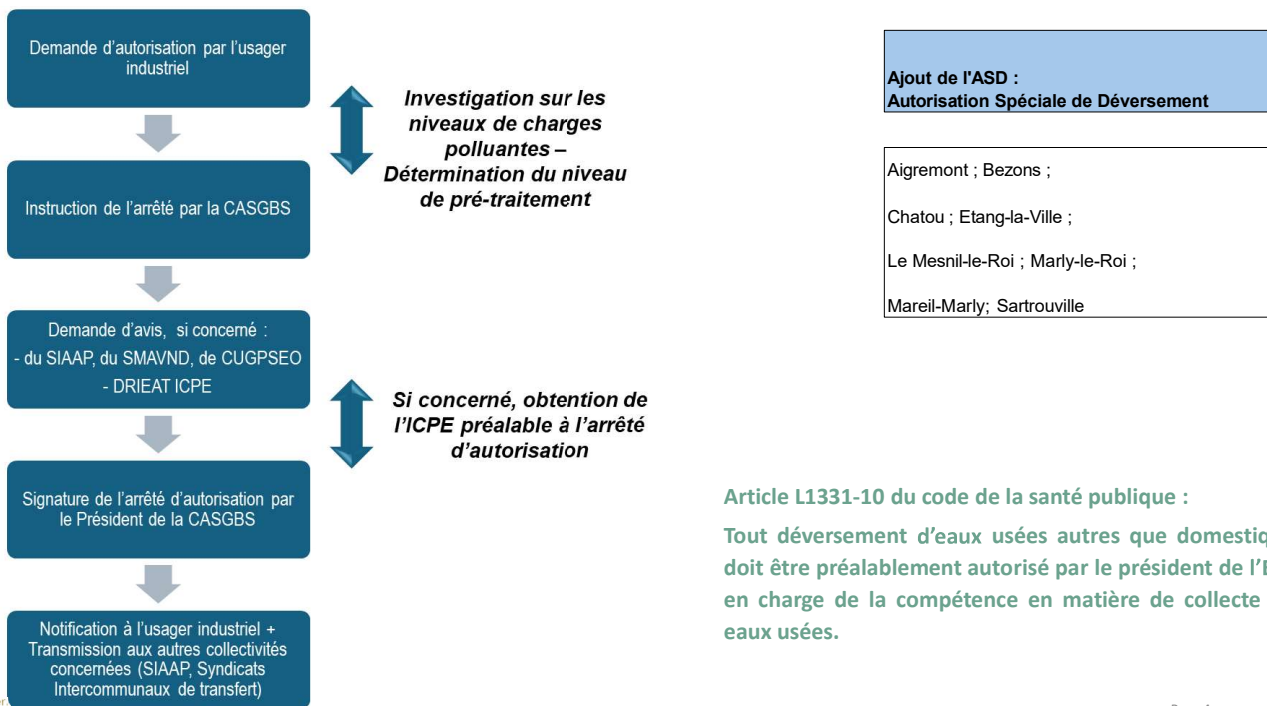 Demande d'autorisation par l'usager
industriel
Investigation sur les
niveaux de charges
polluantes –
Détermination du niveau
de pré-traitement
Instruction de l'arrêté par la CASGBS
Demande d'avis, si concerné :
- du SIAAP, du SMAVND, de CUGPSEO
- DRIEAT ICPE
Si concerné, obtention de
l'ICPE préalable à l'arrêté
d'autorisation
Signature de l'arrêté d'autorisation par
le Président de la CASGBS
Notification à l'usager industriel +
Transmission aux autres collectivités
concernées (SIAAP, Syndicats
Intercommunaux de transfert)
Ajout de l'ASD :
Autorisation Spéciale de Déversement
Aigremont ; Bezons ;
Chatou ; Etang-la-Ville ;
Le Mesnil-le-Roi ; Marly-le-Roi ;
Mareil-Marly; Sartrouville
Article L1331-10 du code de la santé publique :
Tout déversement d'eaux usées autres que
doit être préalablement autorisé par le président de
en charge de la compétence en matière de collecte
eaux usées.